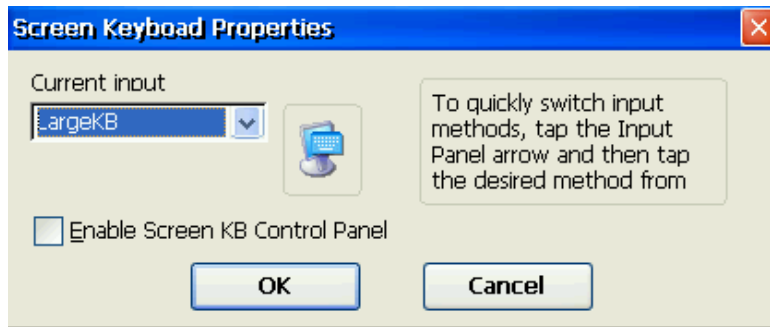 Screen Keyboad Properties
Current input
LargeKB
To quickly switch input
methods, tap the Input
Panel arrow and then tap
the desired method from
Enable Screen KB Control Panel
OK
Cancel